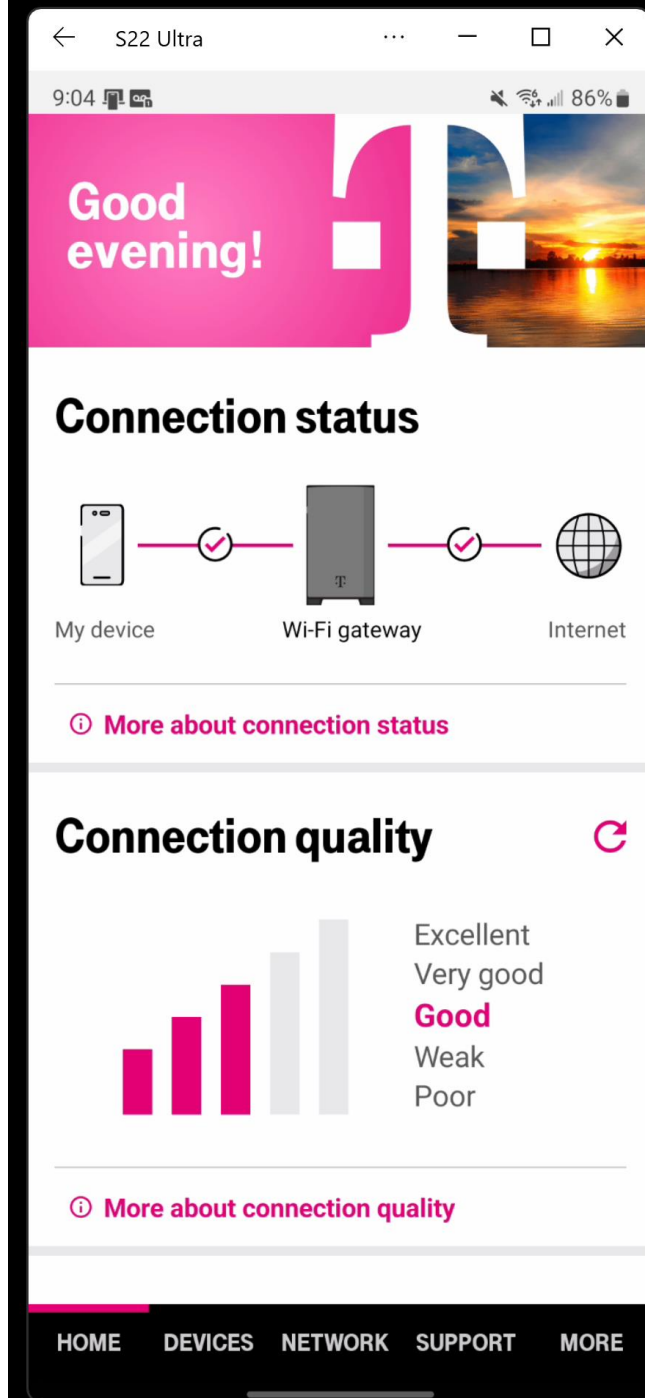 S22 Ultra
9:04
86%
Good
evening!
Connection status
My device
Wi-Fi gateway
Internet
More about connection status
Connection quality
Excellent
Very good
Good
Weak
Poor
More about connection quality
HOME DEVICES NETWORK SUPPORT MORE